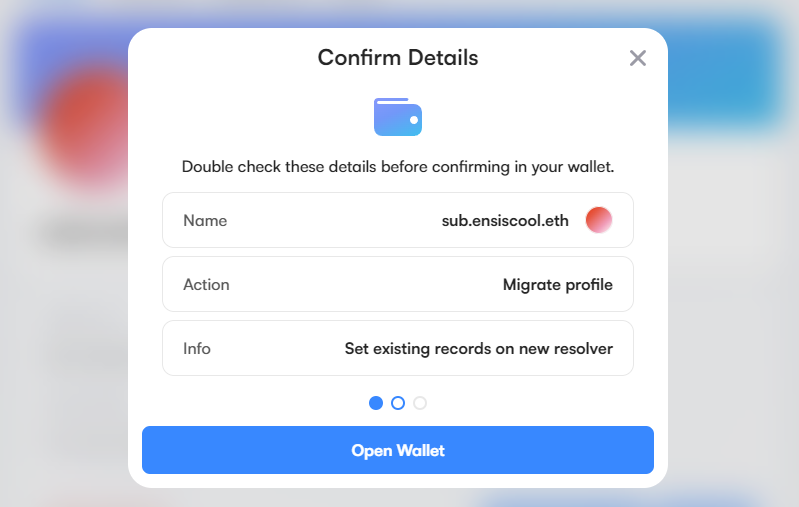 Confirm Details
Double check these details before confirming in your wallet.
Name sub.ensiscool.eth
Action Migrate profile
Info Set existing records on new resolver
Open Wallet